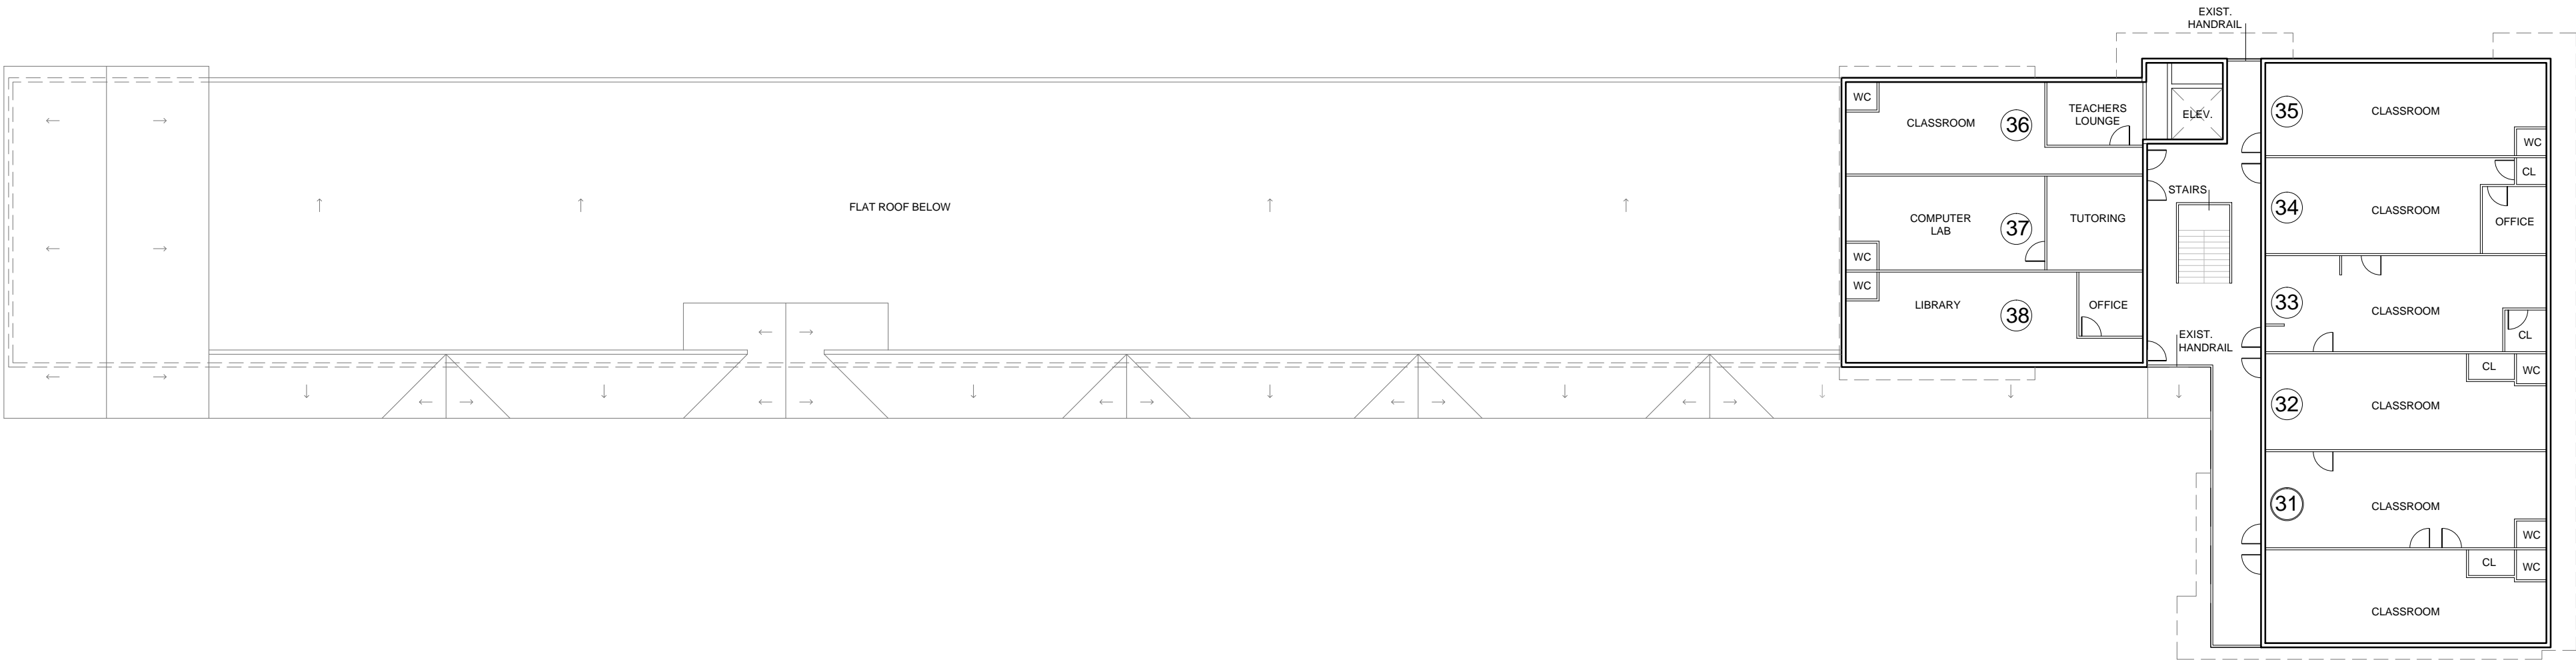 EXIST.
HANDRAIL
WC
CLASSROOM
36
TEACHERS
LOUNGE
ELEV.
35
CLASSROOM
WC
CL
STAIRS
34
CLASSROOM
OFFICE
FLAT ROOF BELOW
COMPUTER
LAB
37
TUTORING
WC
WC
LIBRARY
38
OFFICE
33
CLASSROOM
CL
EXIST.
HANDRAIL
CL
WC
32
CLASSROOM
31
CLASSROOM
WC
CL
WC
CLASSROOM